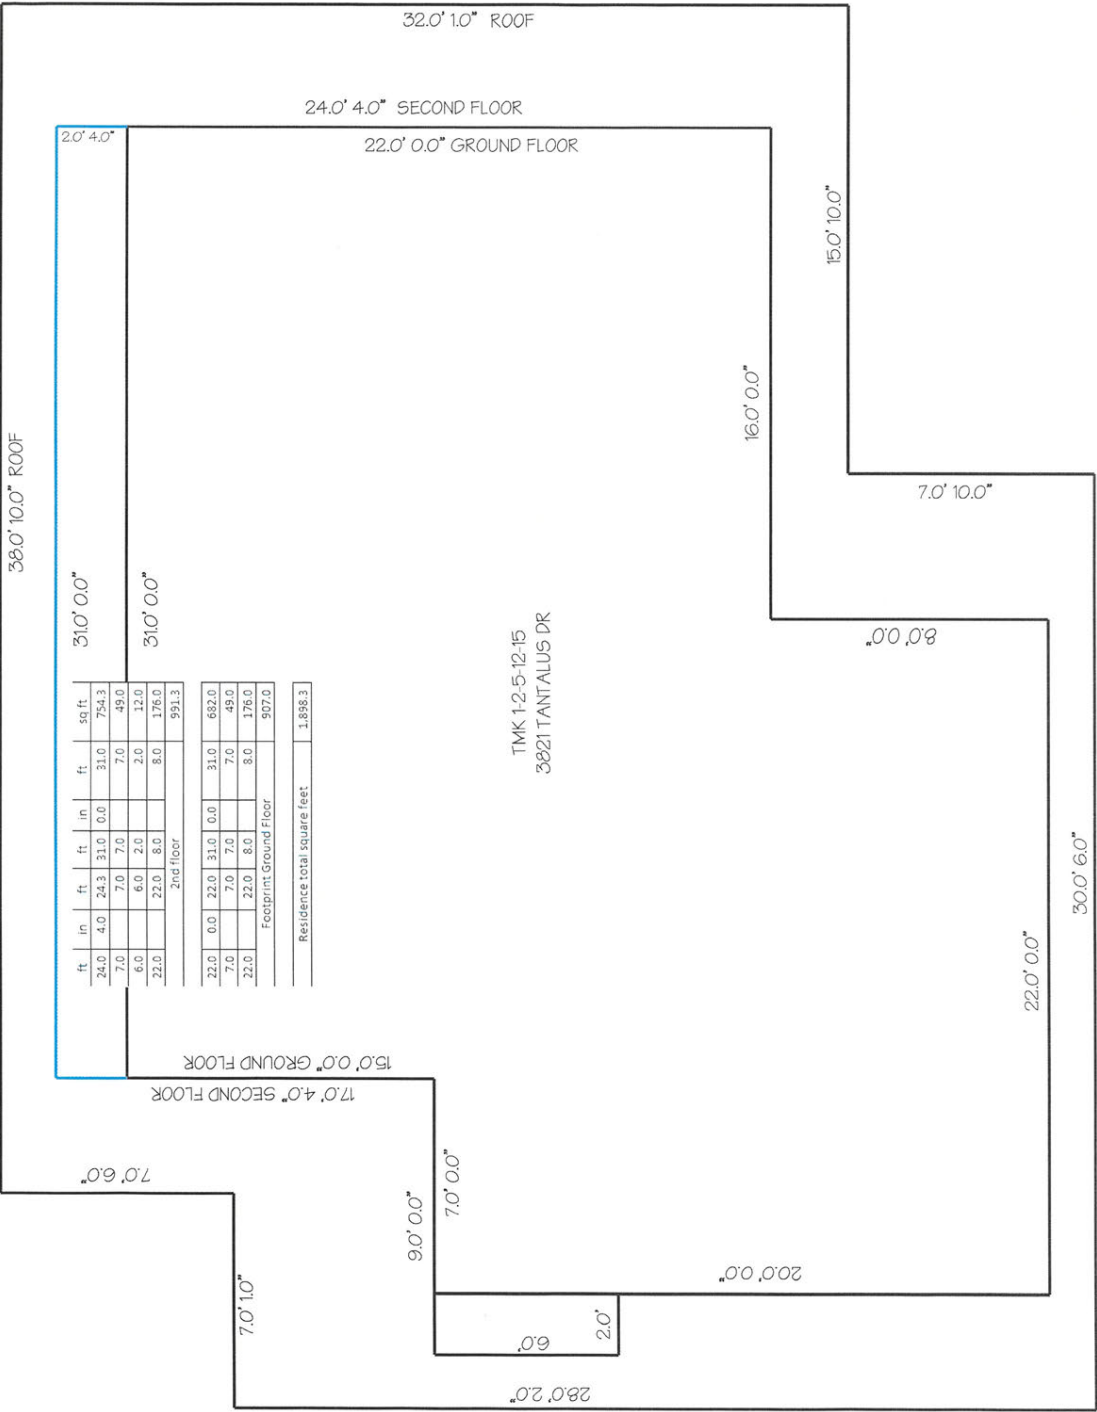 32.0' 1.0" ROOF
24.0' 4.0" SECOND FLOOR
2.0' 4.0"
22.0' 0.0" GROUND FLOOR
15.0' 10.0"
16.0' 0.0"
38.0' 10.0" ROOF
7.0' 10.0"
31.0' 0.0"
31.0' 0.0"
8.0' 0.0"
TMK 1-2-5-12-15
3821 TANTALUS DR
ft in ft ft in ft sq ft
24.0 4.0 24.3 31.0 0.0 31.0 754.3
7.0 7.0 7.0 7.0 49.0
6.0 6.0 2.0 2.0 12.0
22.0 22.0 8.0 8.0 176.0
2nd floor 991.3
22.0 0.0 22.0 31.0 0.0 31.0 682.0
7.0 7.0 7.0 7.0 49.0
22.0 22.0 8.0 8.0 176.0
Footprint Ground Floor 907.0
Residence total square feet 1,898.3
30.0' 6.0"
22.0' 0.0"
15.0' 0.0" GROUND FLOOR
17.0' 4.0" SECOND FLOOR
7.0' 6.0"
7.0' 0.0"
9.0' 0.0"
20.0' 0.0"
7.0' 1.0"
6.0'
2.0'
28.0' 2.0"